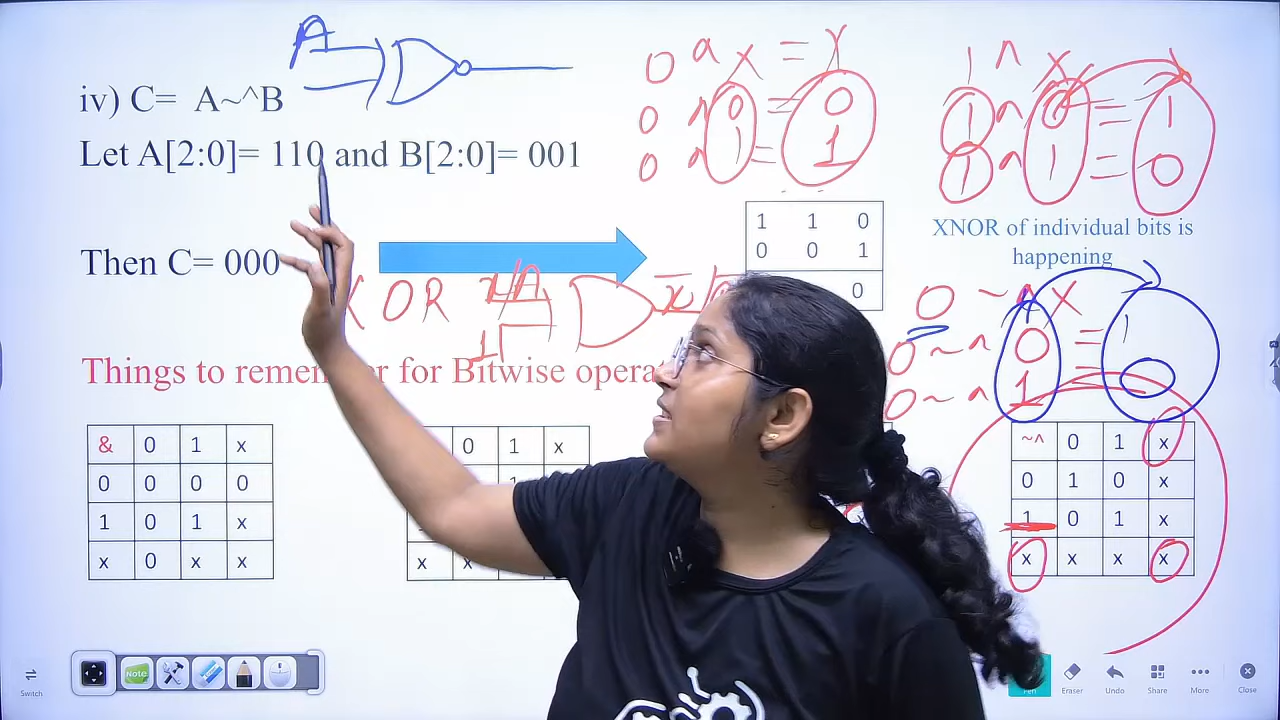 A
iv) C= A~^B
Let A[2:0]= 110 and B[2:0]= 001
Then C= 000
0 ^ X = X
0 ^ 0 = 0
0 ^ 1 = 1
1 ^ X
1 ^ 0 = 1
1 ^ 1 = 0
1 1 0
0 0 1
0
XNOR of individual bits is
happening
XOR
1
0 ~^ X
0 ~^ 0 = 1
0 ~^ 1 0
Things to remem r for Bitwise opera
& 0 1 x
0 0 0 0
1 0 1 x
x 0 x x
0 1 x
1
x x
~^ 0 1 x
0 1 0 x
1 0 1 x
x x x x
Switch
Note
Pen
Eraser
Undo
Share
More
Close